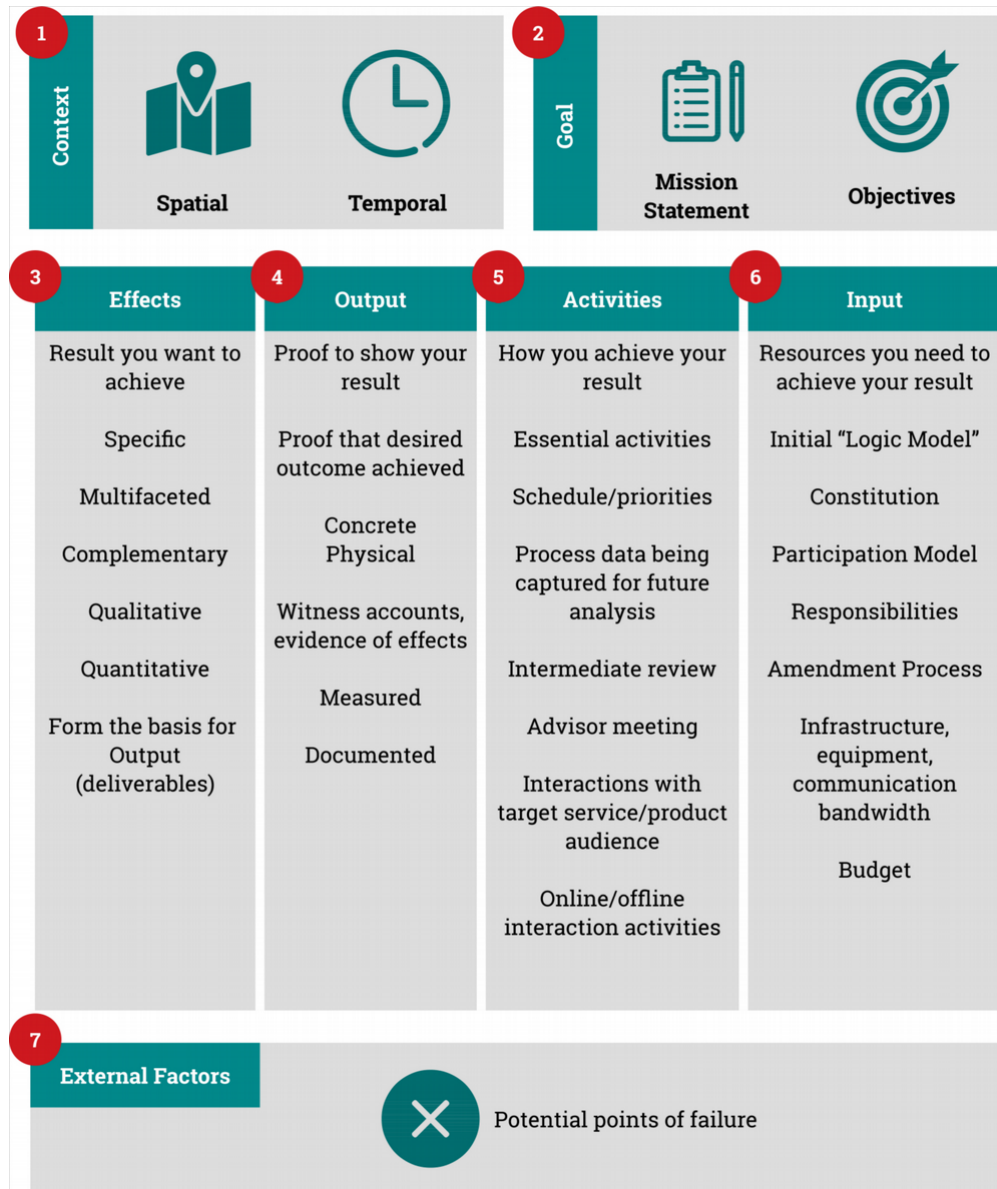 1
Context
Spatial
Temporal
2
Goal
Mission
Statement
Objectives
3
Effects
Result you want to
achieve
Specific
Multifaceted
Complementary
Qualitative
Quantitative
Form the basis for
Output
(deliverables)
4
Output
Proof to show your
result
Proof that desired
outcome achieved
Concrete
Physical
Witness accounts,
evidence of effects
Measured
Documented
5
Activities
How you achieve your
result
Essential activities
Schedule/priorities
Process data being
captured for future
analysis
Intermediate review
Advisor meeting
Interactions with
target service/product
audience
Online/offline
interaction activities
6
Input
Resources you need to
achieve your result
Initial “Logic Model”
Constitution
Participation Model
Responsibilities
Amendment Process
Infrastructure,
equipment,
communication
bandwidth
Budget
7
External Factors
Potential points of failure